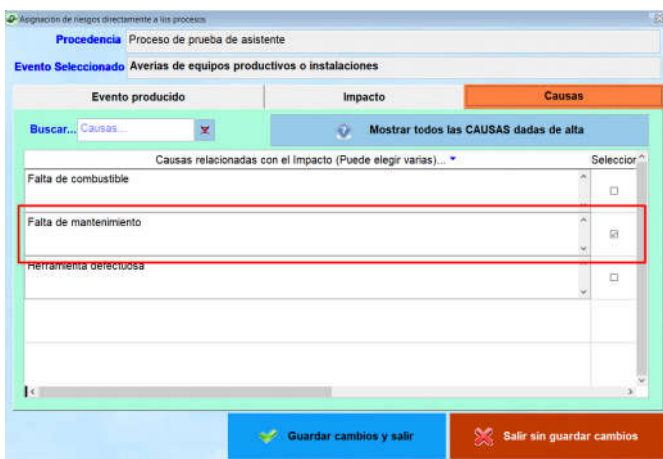 Asignación de riesgos directamente a los procesos
Procedencia Proceso de prueba de asistente
Evento Seleccionado Averias de equipos productivos o instalaciones
Evento producido Impacto Causas
Buscar... Causas... Mostrar todos las CAUSAS dadas de alta
Causas relacionadas con el Impacto (Puede elegir varias)... Seleccior
Falta de combustible
Falta de mantenimiento
Herramienta defectuosa
Guardar cambios y salir Salir sin guardar cambios